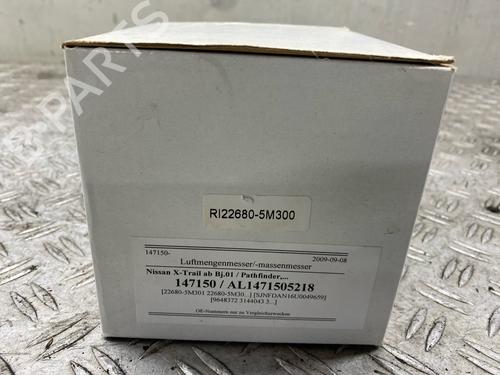 B-PARTS
RI22680-5M300
147150- 2009-09-08
Luftmengenmesser/-massenmesser
Nissan X-Trail ab Bj.01 / Pathfinder,...
147150 / AL1471505218
[22680-5M301 22680-5M30...] [SJNFDAN16U0049659]
[9648372 3144043 3...]
OE-Nummern nur zu Vergleichszwecken